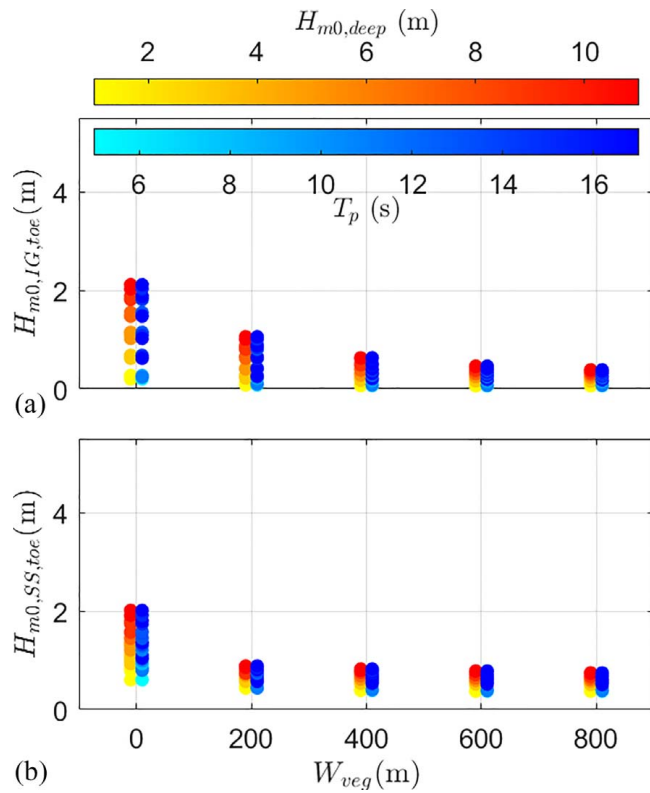 H_{m0,deep} (m)
2 4 6 8 10
6 8 10 12 14 16
T_p (s)
H_{m0,IG,toe}(m)
4
2
0
(a)
H_{m0,SS,toe}(m)
4
2
0
0 200 400 600 800
(b)
W_{veg}(m)